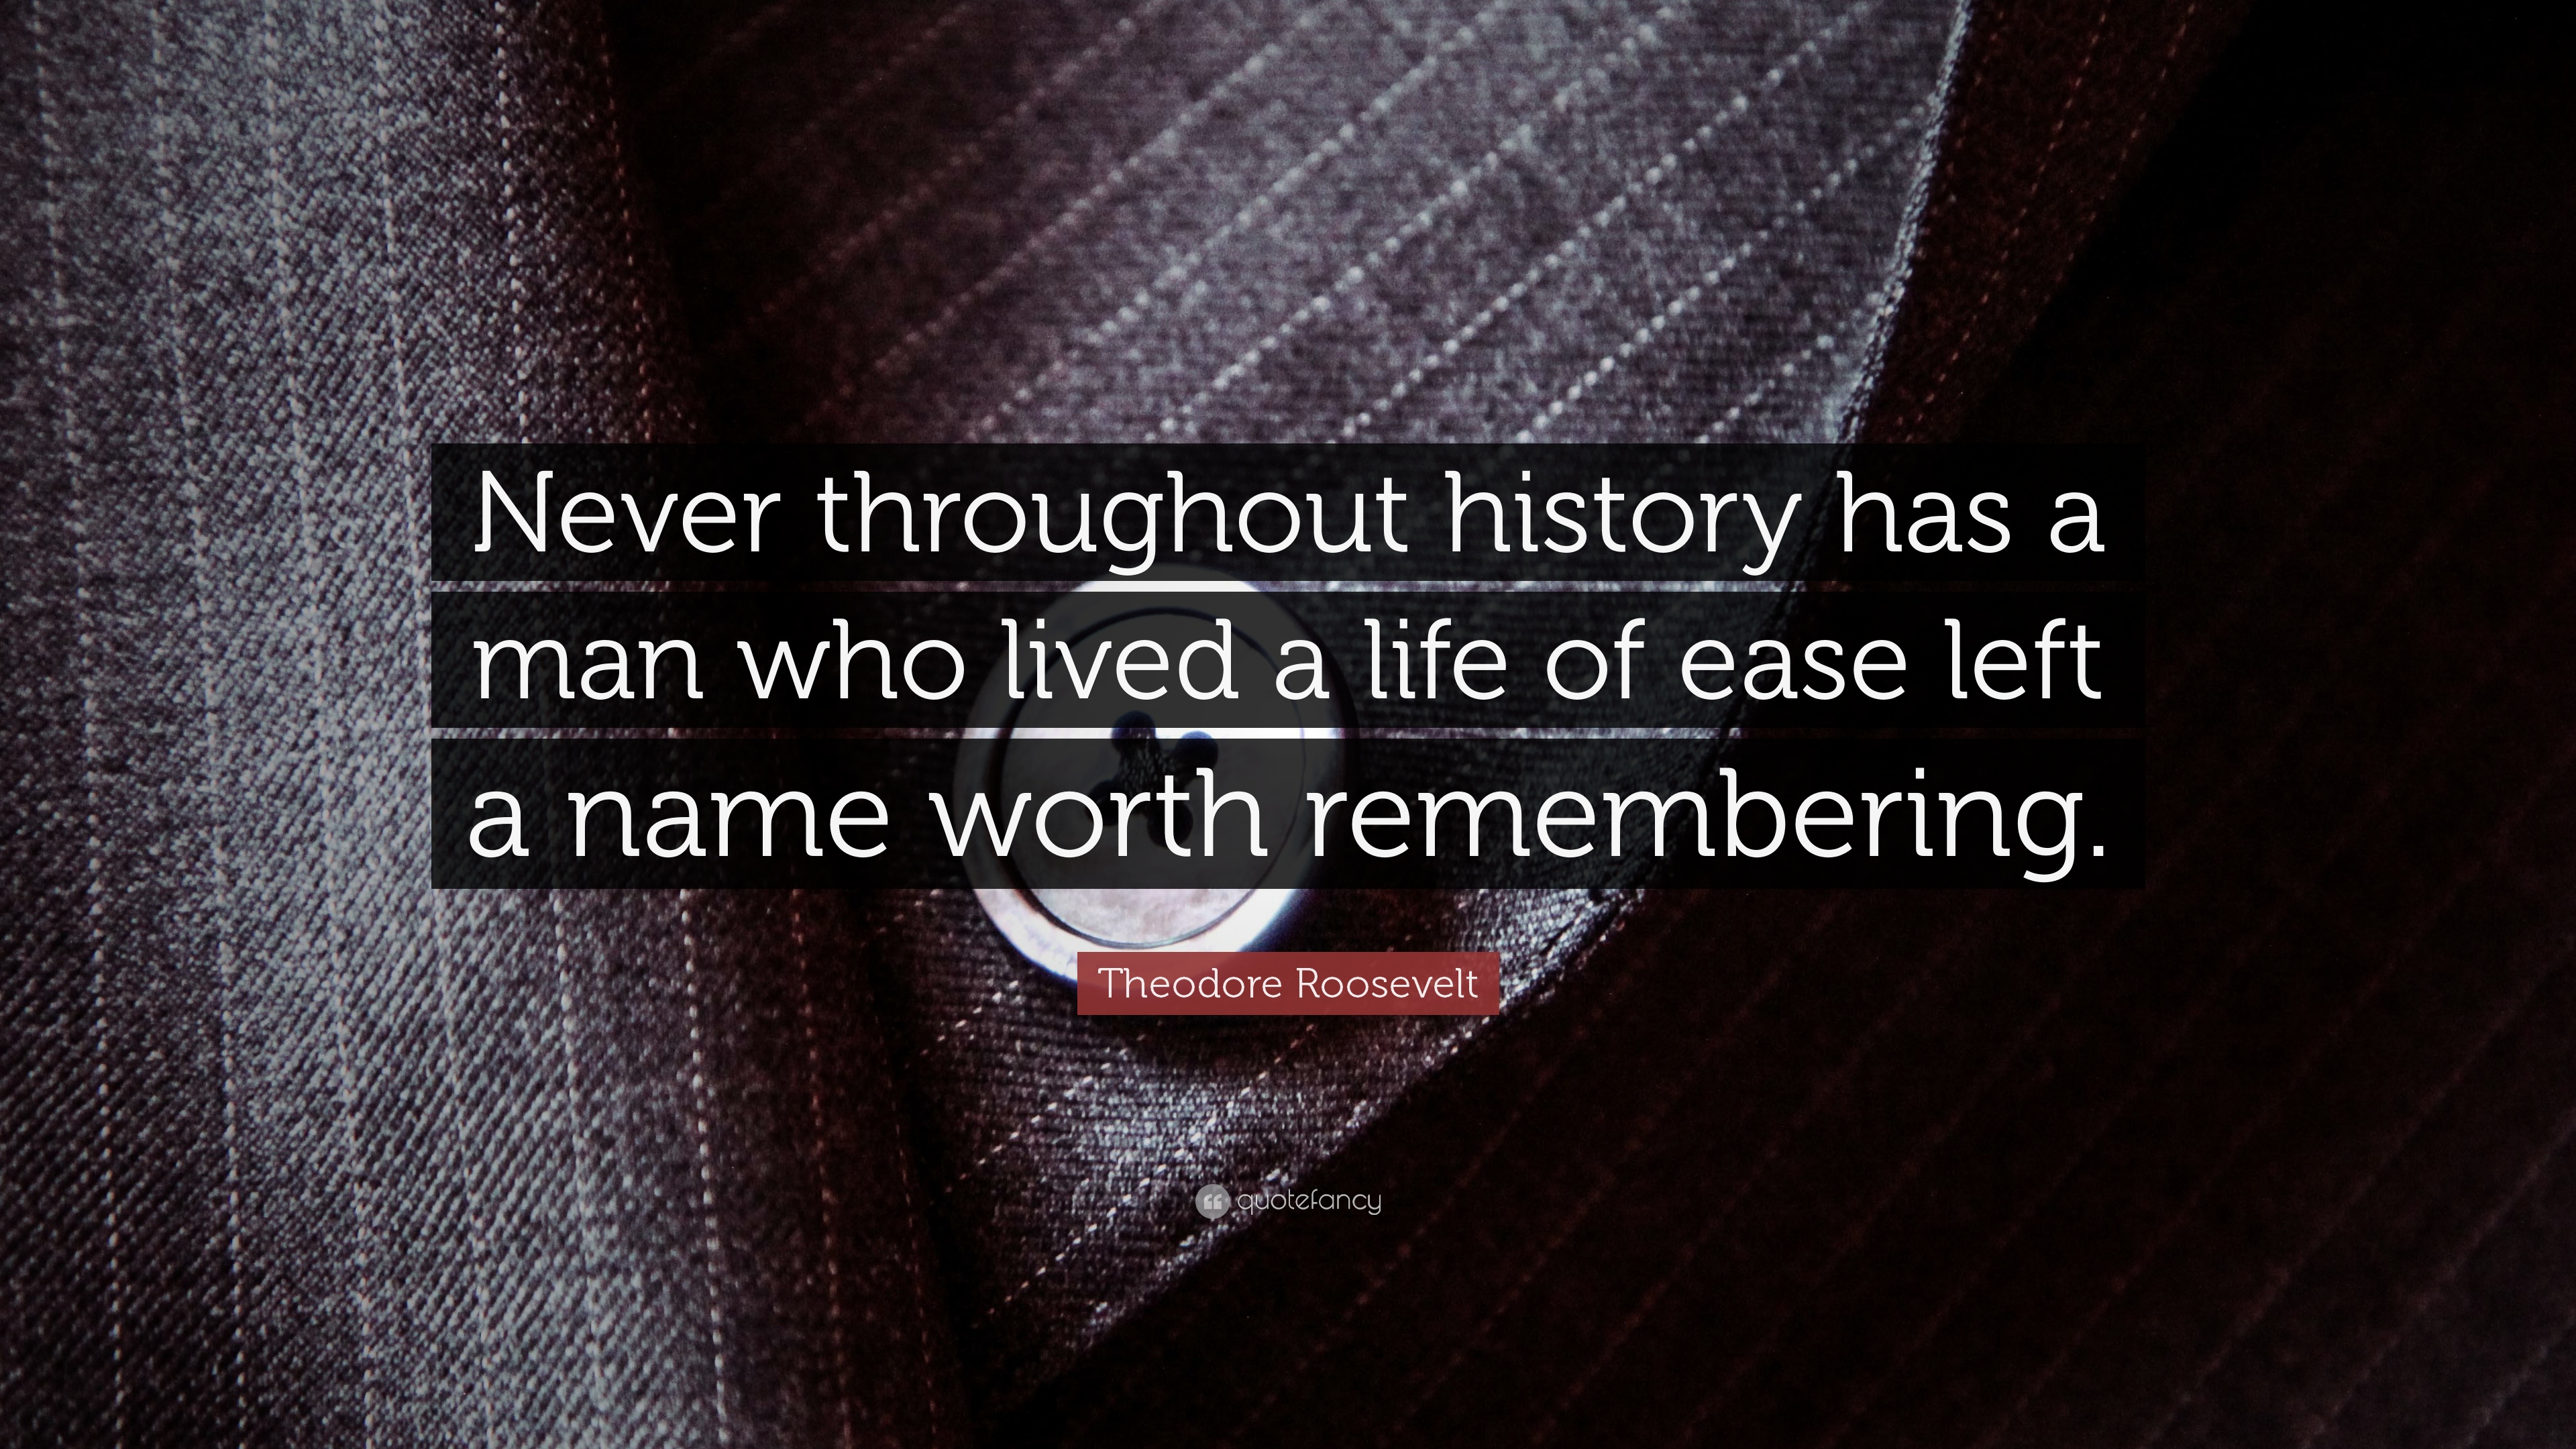 Never throughout history has a
man who lived a life of ease left
a name worth remembering.
Theodore Roosevelt
quotefancy